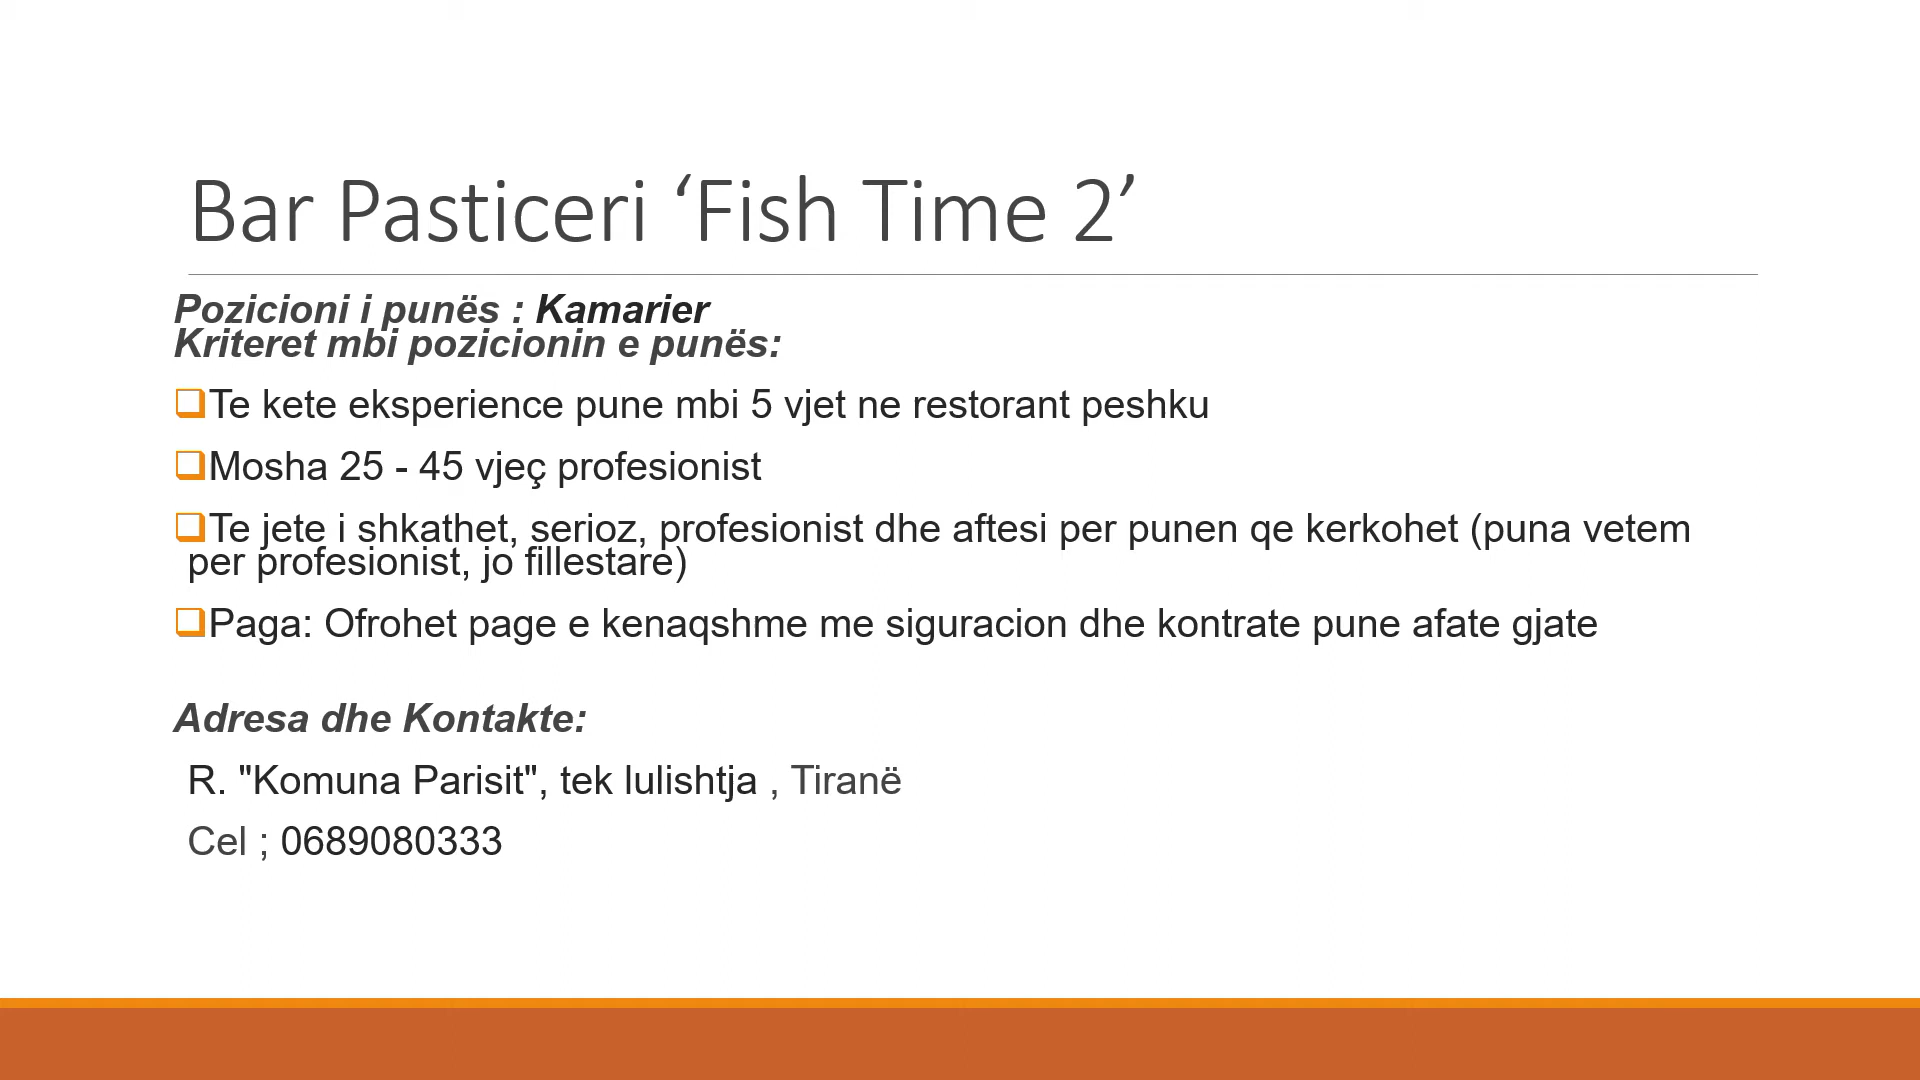 Bar Pasticeri ‘Fish Time 2’
Pozicioni i punës : Kamarier
Kriteret mbi pozicionin e punës:
Te kete eksperience pune mbi 5 vjet ne restorant peshku
Mosha 25 - 45 vjeç profesionist
Te jete i shkathet, serioz, profesionist dhe aftesi per punen qe kerkohet (puna vetem
per profesionist, jo fillestare)
Paga: Ofrohet page e kenaqshme me siguracion dhe kontrate pune afate gjate
Adresa dhe Kontakte:
R. "Komuna Parisit", tek lulishtja , Tiranë
Cel ; 0689080333